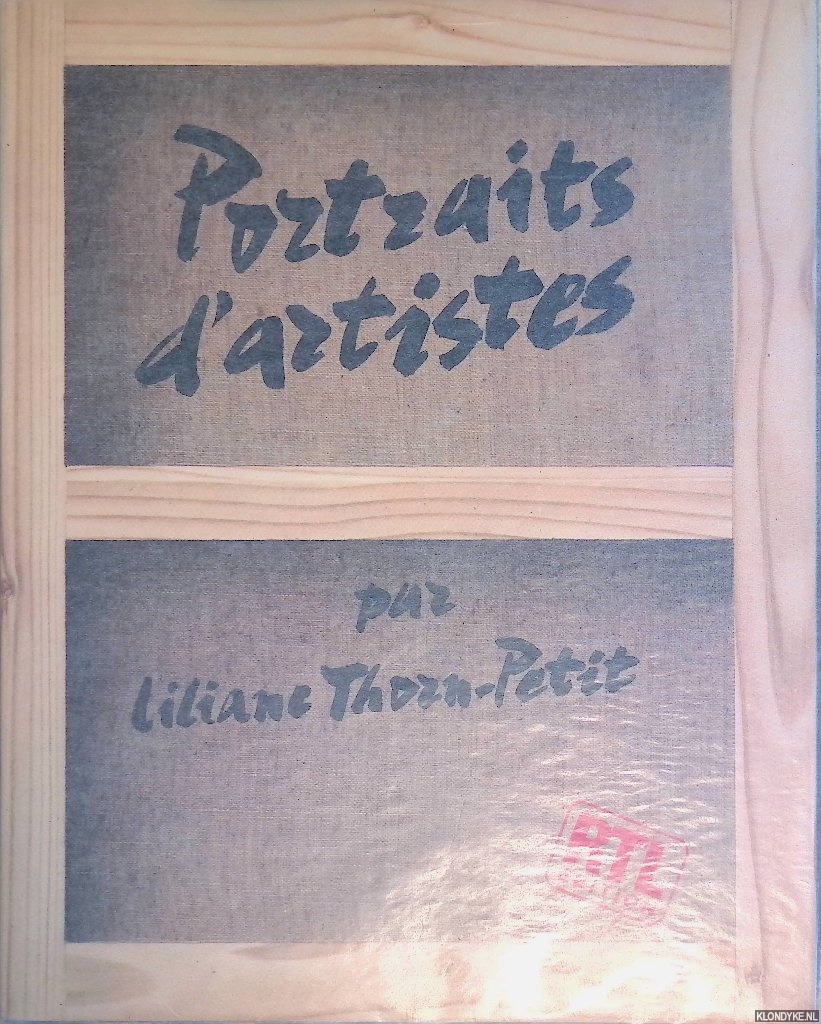 Portraits
d'artistes
par
Liliane Thorn-Petit
RTL
KLONDYKE.NL